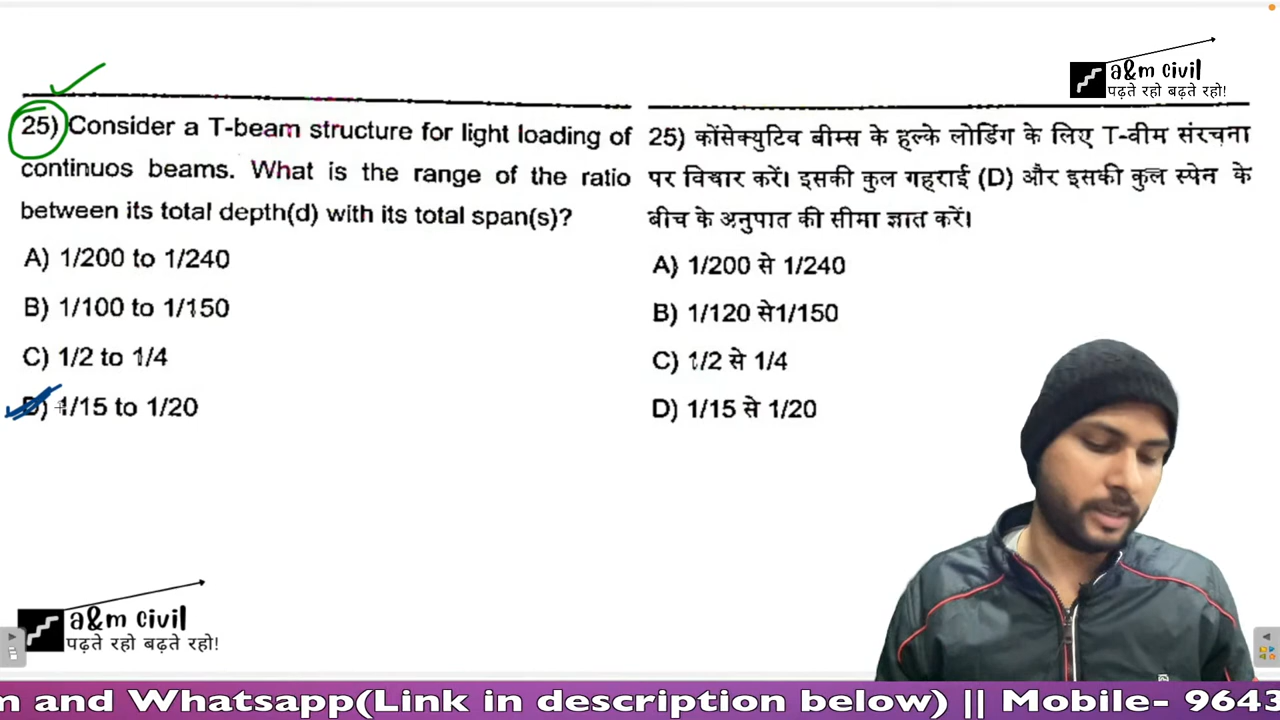 a&m civil
पढ़ते रहो बढ़ते रहो!
25) Consider a T-beam structure for light loading of
continuos beams. What is the range of the ratio
between its total depth(d) with its total span(s)?
A) 1/200 to 1/240
B) 1/100 to 1/150
C) 1/2 to 1/4
D) 1/15 to 1/20
25) कोंसेक्युटिव बीम्स के हल्के लोडिंग के लिए T-बीम संरचना
पर विचार करें। इसकी कुल गहराई (D) और इसकी कुल स्पेन के
बीच के अनुपात की सीमा ज्ञात करें।
A) 1/200 से 1/240
B) 1/120 से1/150
C) 1/2 से 1/4
D) 1/15 से 1/20
a&m civil
पढ़ते रहो बढ़ते रहो!
m and Whatsapp(Link in description below) || Mobile- 9643